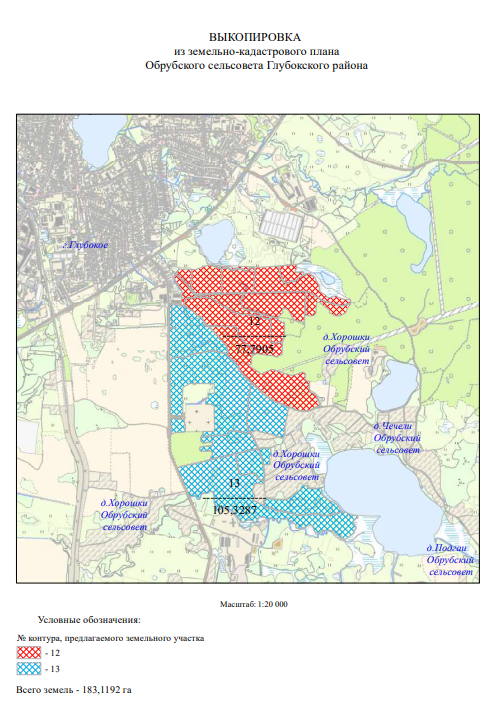 ВЫКОПИРОВКА
из земельно-кадастрового плана
Обрубского сельсовета Глубокского района
г.Глубокое
12
77,7905
д.Хорошки
Обрубский
сельсовет
д.Чечели
Обрубский
сельсовет
д.Хорошки
Обрубский
сельсовет
13
105,3287
д.Хорошки
Обрубский
сельсовет
д.Подгаи
Обрубский
сельсовет
Масштаб: 1:20 000
Условные обозначения:
№ контура, предлагаемого земельного участка
- 12
- 13
Всего земель - 183,1192 га